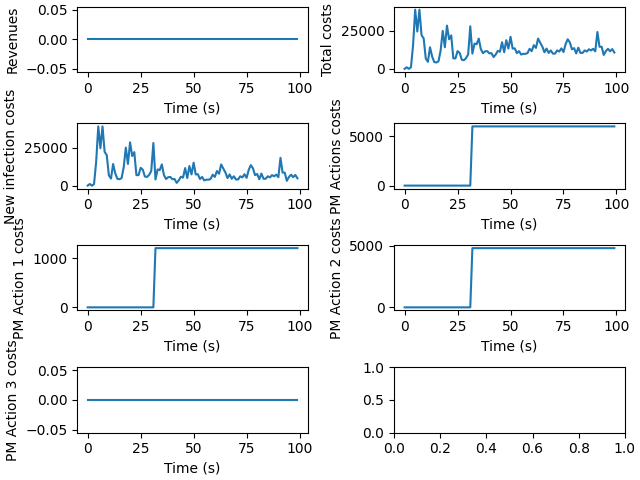 Revenues
0.05
0.00
−0.05
0 25 50 75 100
Time (s)
Total costs
25000
0
0 25 50 75 100
Time (s)
New infection costs
25000
0
0 25 50 75 100
Time (s)
PM Actions costs
5000
0
0 25 50 75 100
Time (s)
PM Action 1 costs
1000
0
0 25 50 75 100
Time (s)
PM Action 2 costs
5000
0
0 25 50 75 100
Time (s)
PM Action 3 costs
0.05
0.00
−0.05
0 25 50 75 100
Time (s)
1.0
0.5
0.0
0.0 0.2 0.4 0.6 0.8 1.0